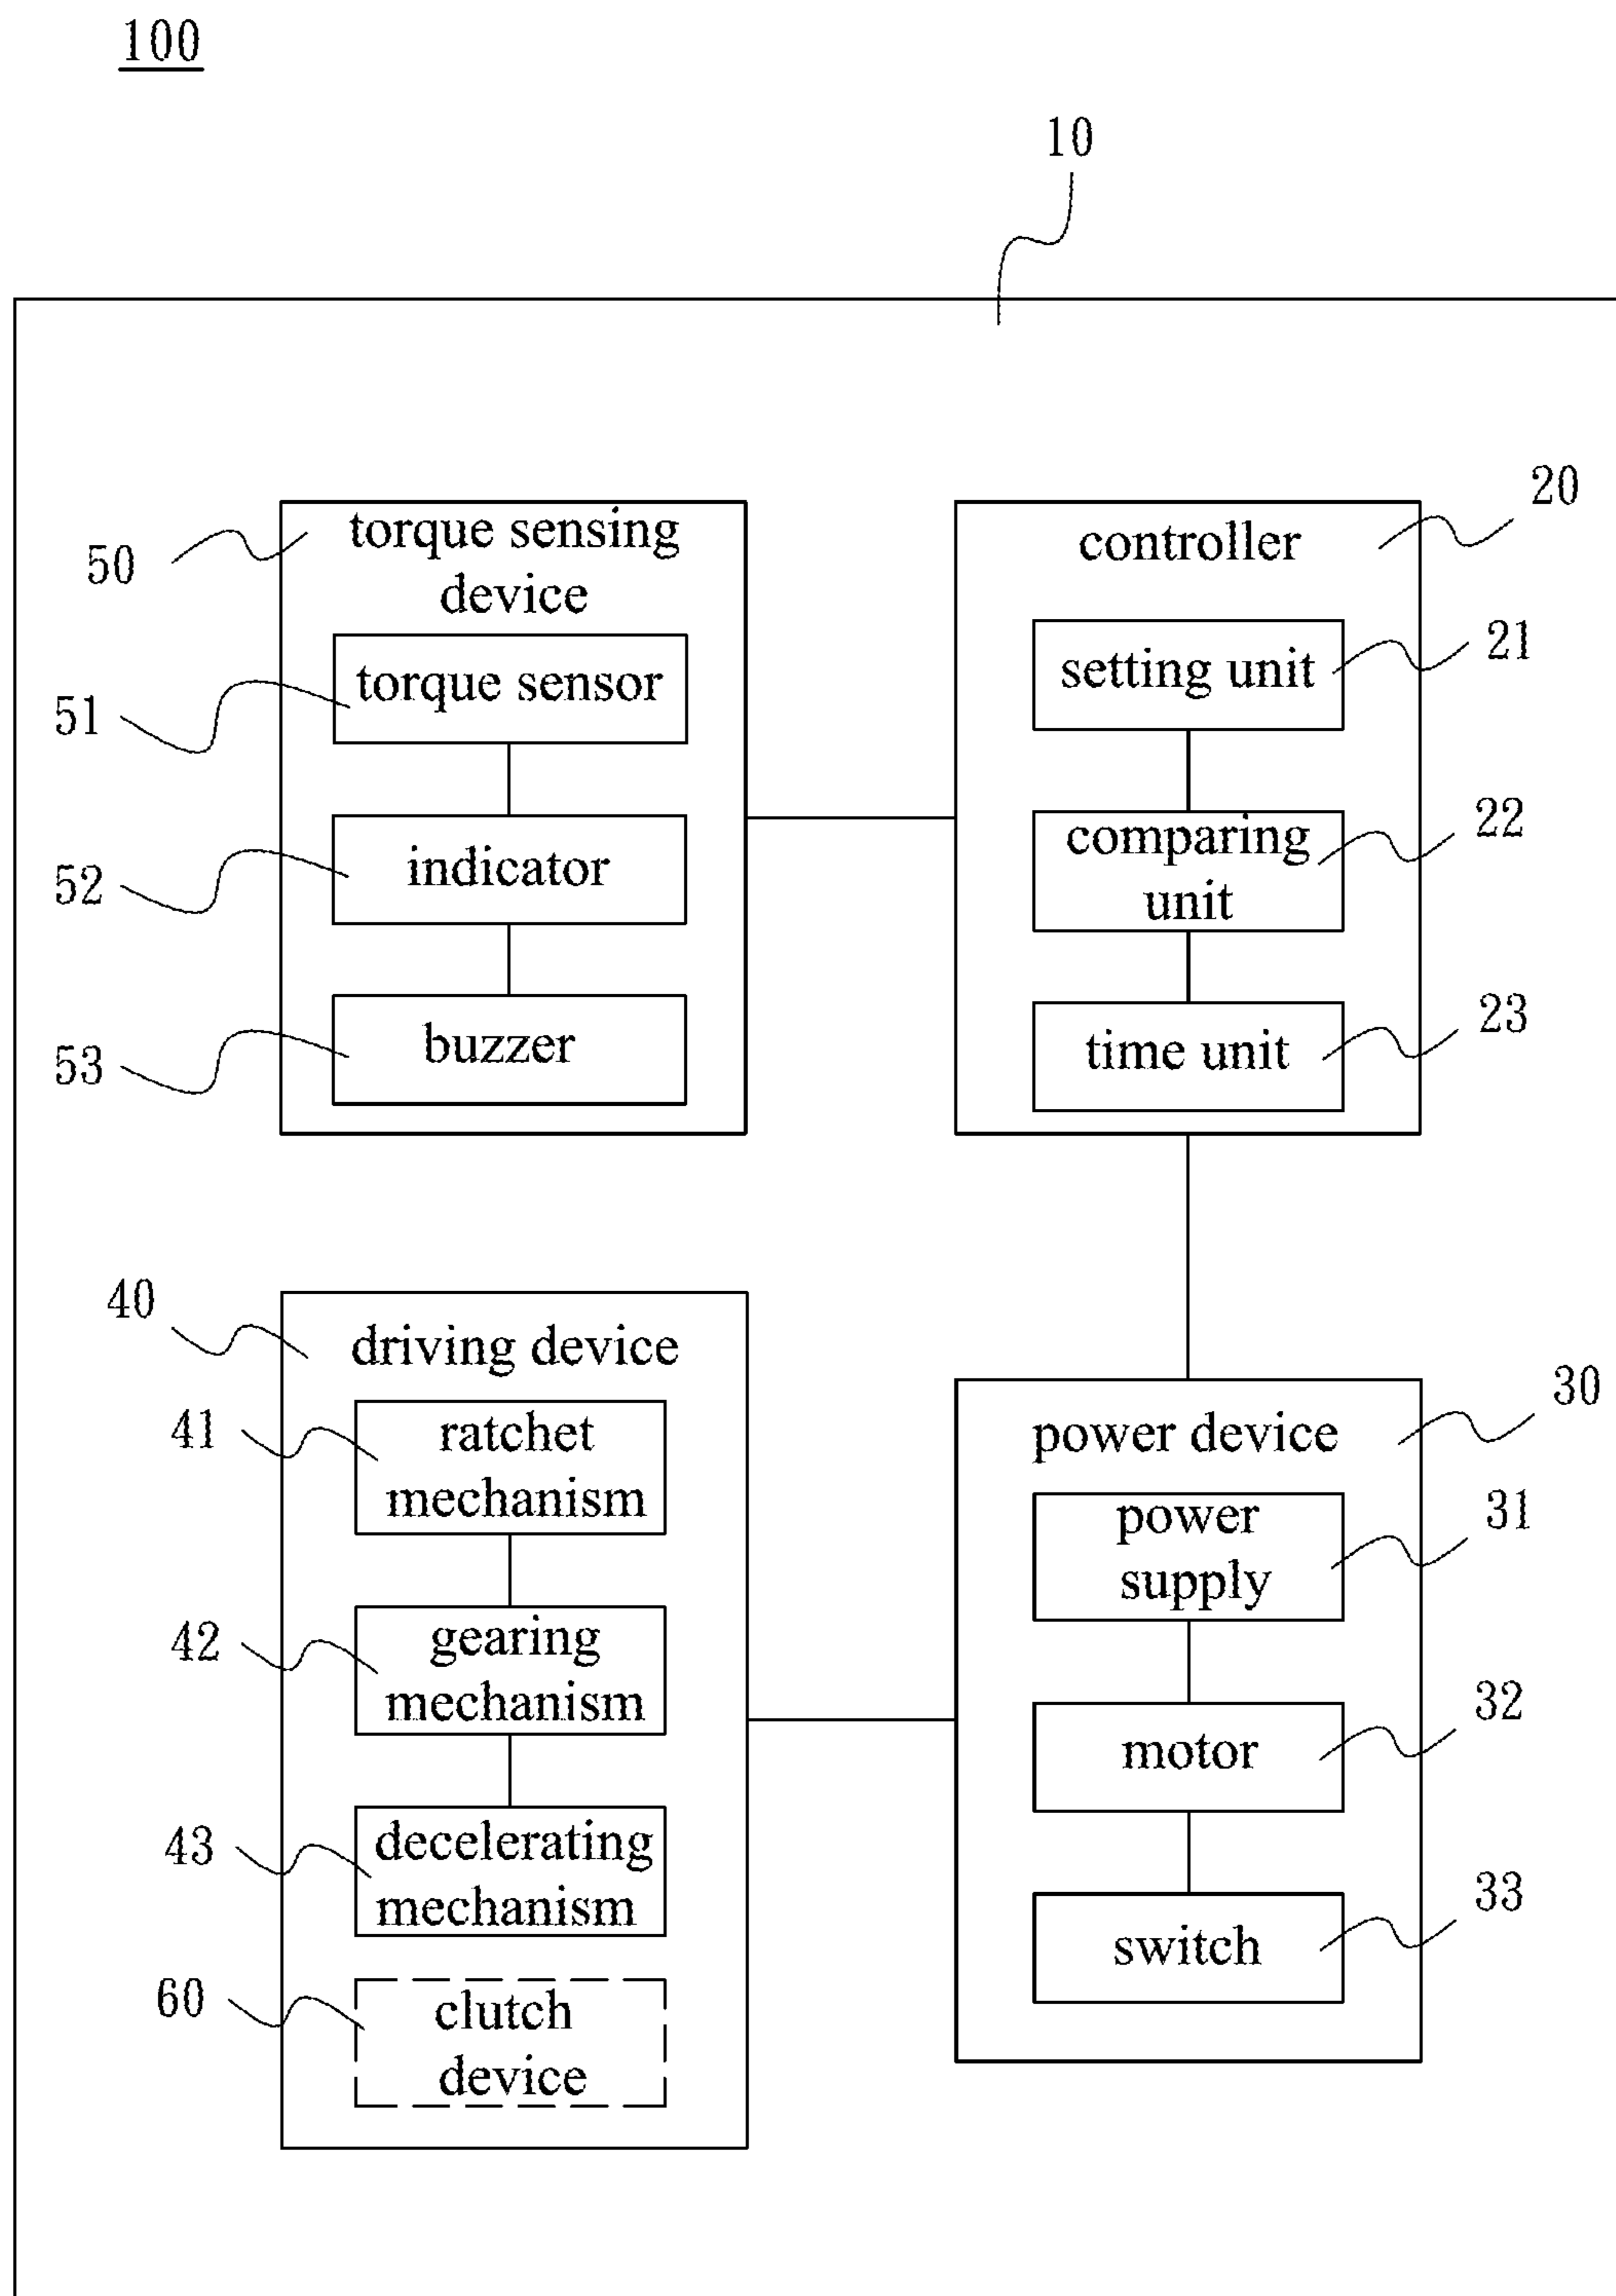 100
10
50
torque sensing
device
51
torque sensor
52
indicator
53
buzzer
20
controller
21
setting unit
22
comparing
unit
23
time unit
40
driving device
41
ratchet
mechanism
42
gearing
mechanism
43
decelerating
mechanism
60
clutch
device
30
power device
31
power
supply
32
motor
33
switch